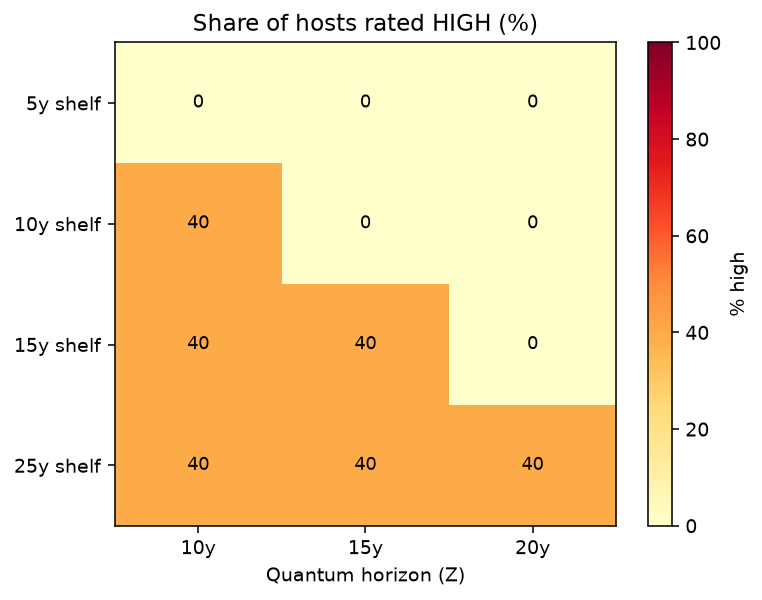 Share of hosts rated HIGH (%)
5y shelf 0 0 0
10y shelf 40 0 0
15y shelf 40 40 0
25y shelf 40 40 40
10y 15y 20y
Quantum horizon (Z)
100
80
60
40
20
0
% high